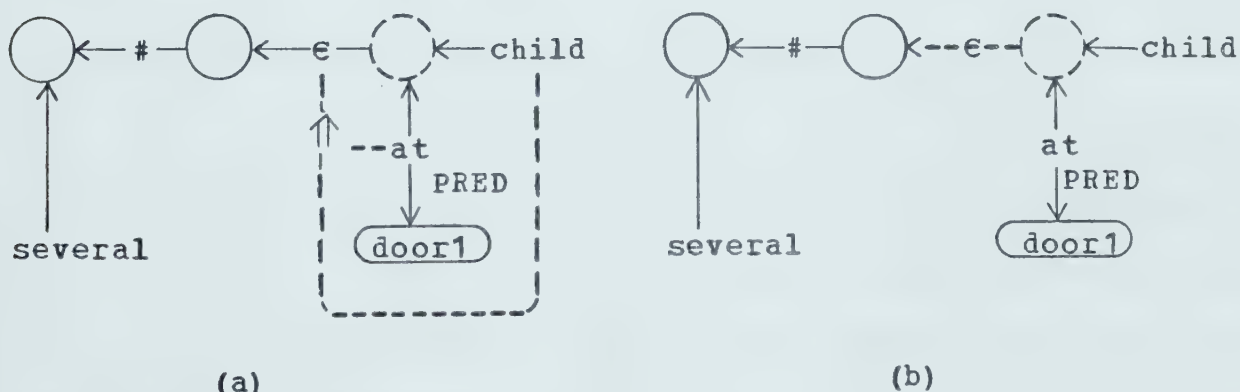 # є child
--at
PRED
door1
several
(a)
# --є-- child
at
PRED
door1
several
(b)